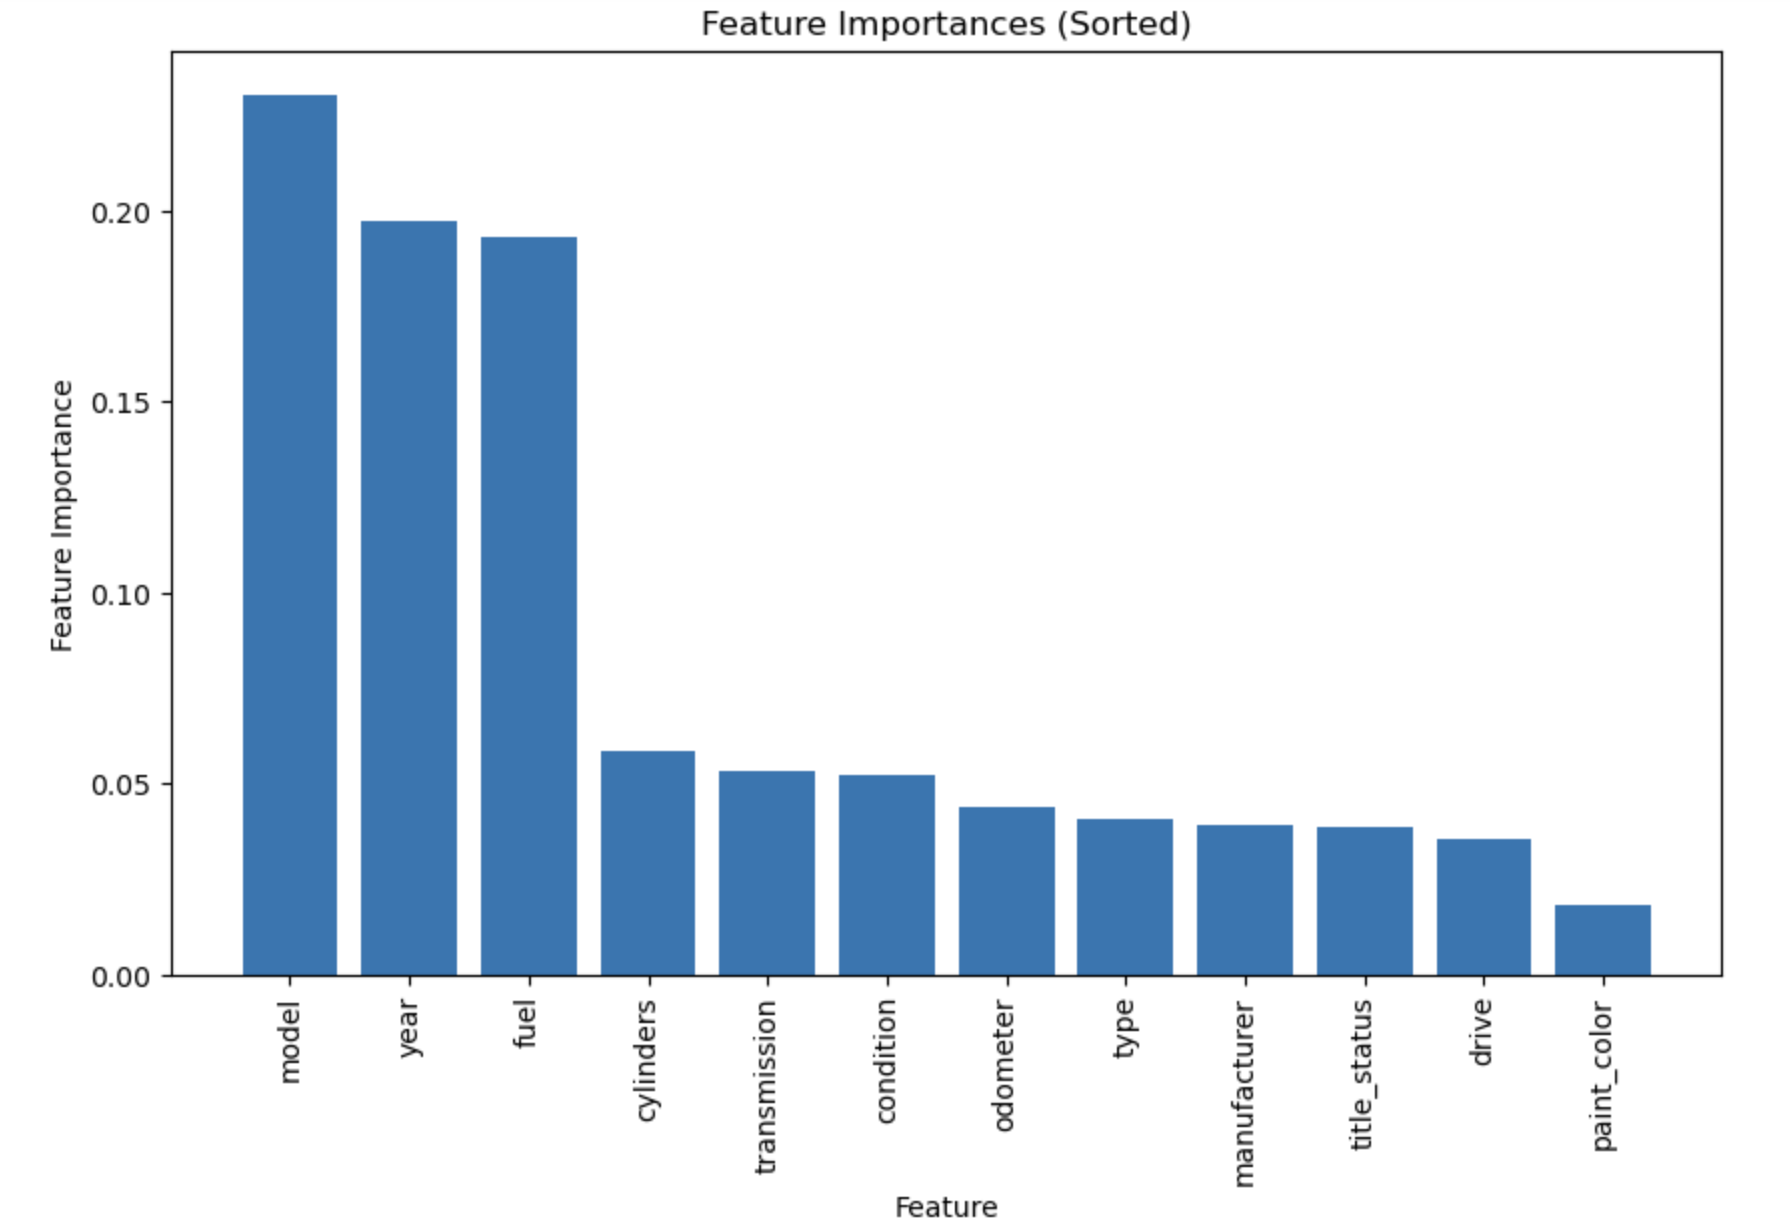 Feature Importances (Sorted)
Feature Importance
0.20
0.15
0.10
0.05
0.00
model
year
fuel
cylinders
transmission
condition
odometer
type
manufacturer
title_status
drive
paint_color
Feature